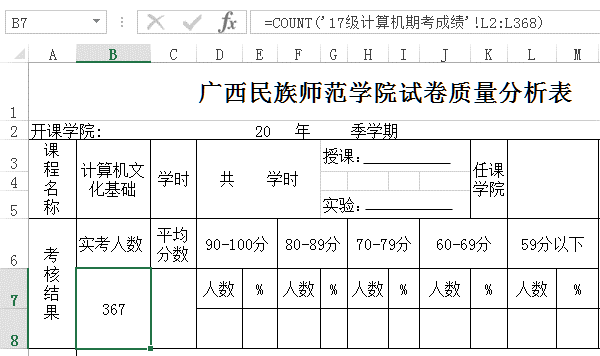 B7 fx =COUNT('17级计算机期考成绩'!L2:L368)
A B C D E F G H I J K L M
1 广西民族师范学院试卷质量分析表
2 开课学院: 20 年 季学期
3 课程名称 计算机文化基础 学时 共 学时 授课: 任课学院
4
5 实验:
6 考核结果 实考人数 平均分数 90-100分 80-89分 70-79分 60-69分 59分以下
7 367 人数 % 人数 % 人数 % 人数 % 人数 %
8